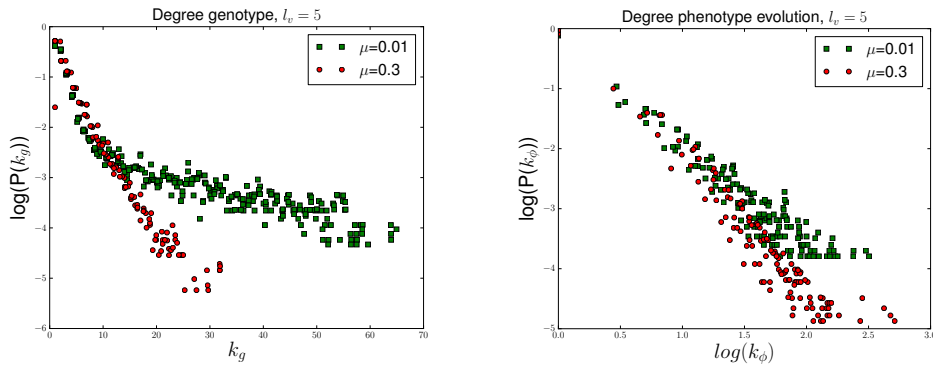 Degree genotype, l_v = 5
0
−1
−2
−3
−4
−5
−6
log(P(k_g))
0 10 20 30 40 50 60 70
k_g
μ=0.01
μ=0.3
Degree phenotype evolution, l_v = 5
0
−1
−2
−3
−4
−5
log(P(k_ϕ))
0.0 0.5 1.0 1.5 2.0 2.5 3.0
log(k_ϕ)
μ=0.01
μ=0.3